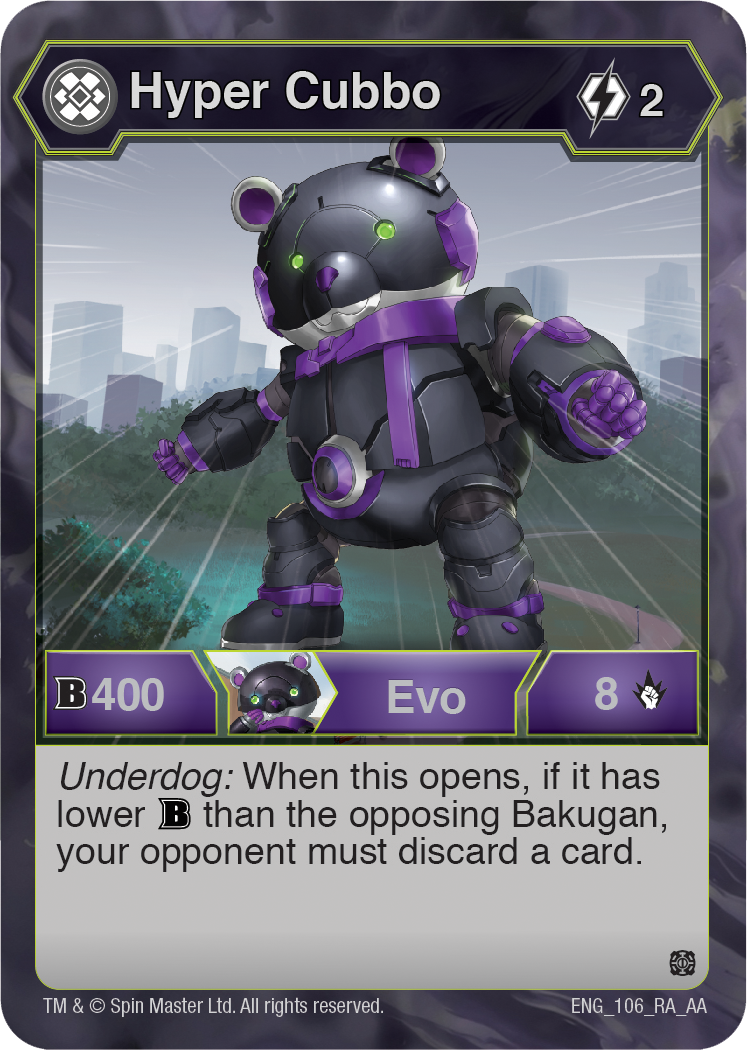 Hyper Cubbo
2
B 400
Evo
8
Underdog: When this opens, if it has
lower B than the opposing Bakugan,
your opponent must discard a card.
TM & © Spin Master Ltd. All rights reserved.
ENG_106_RA_AA